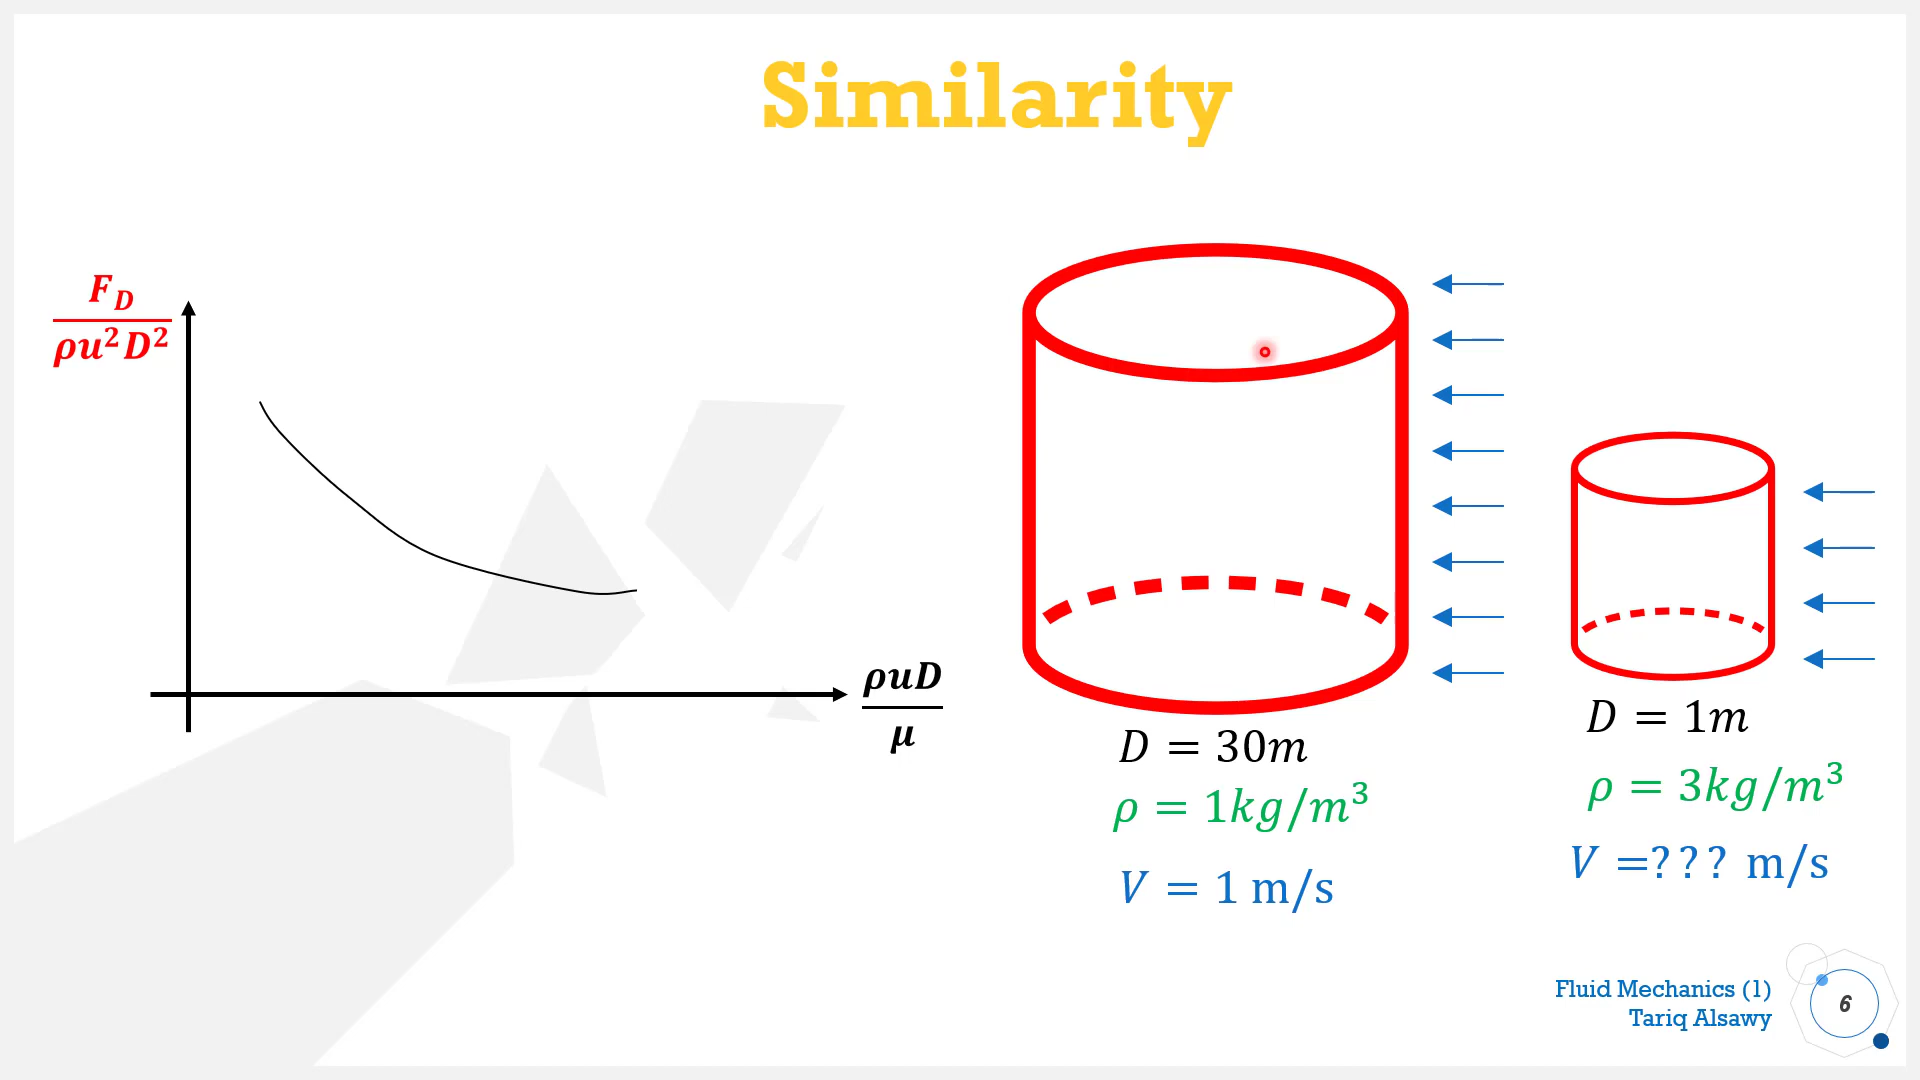 Similarity
F_D
ρu²D²
ρuD
μ
D = 30m
ρ = 1kg/m³
V = 1 m/s
D = 1m
ρ = 3kg/m³
V =??? m/s
Fluid Mechanics (1)
Tariq Alsawy
6